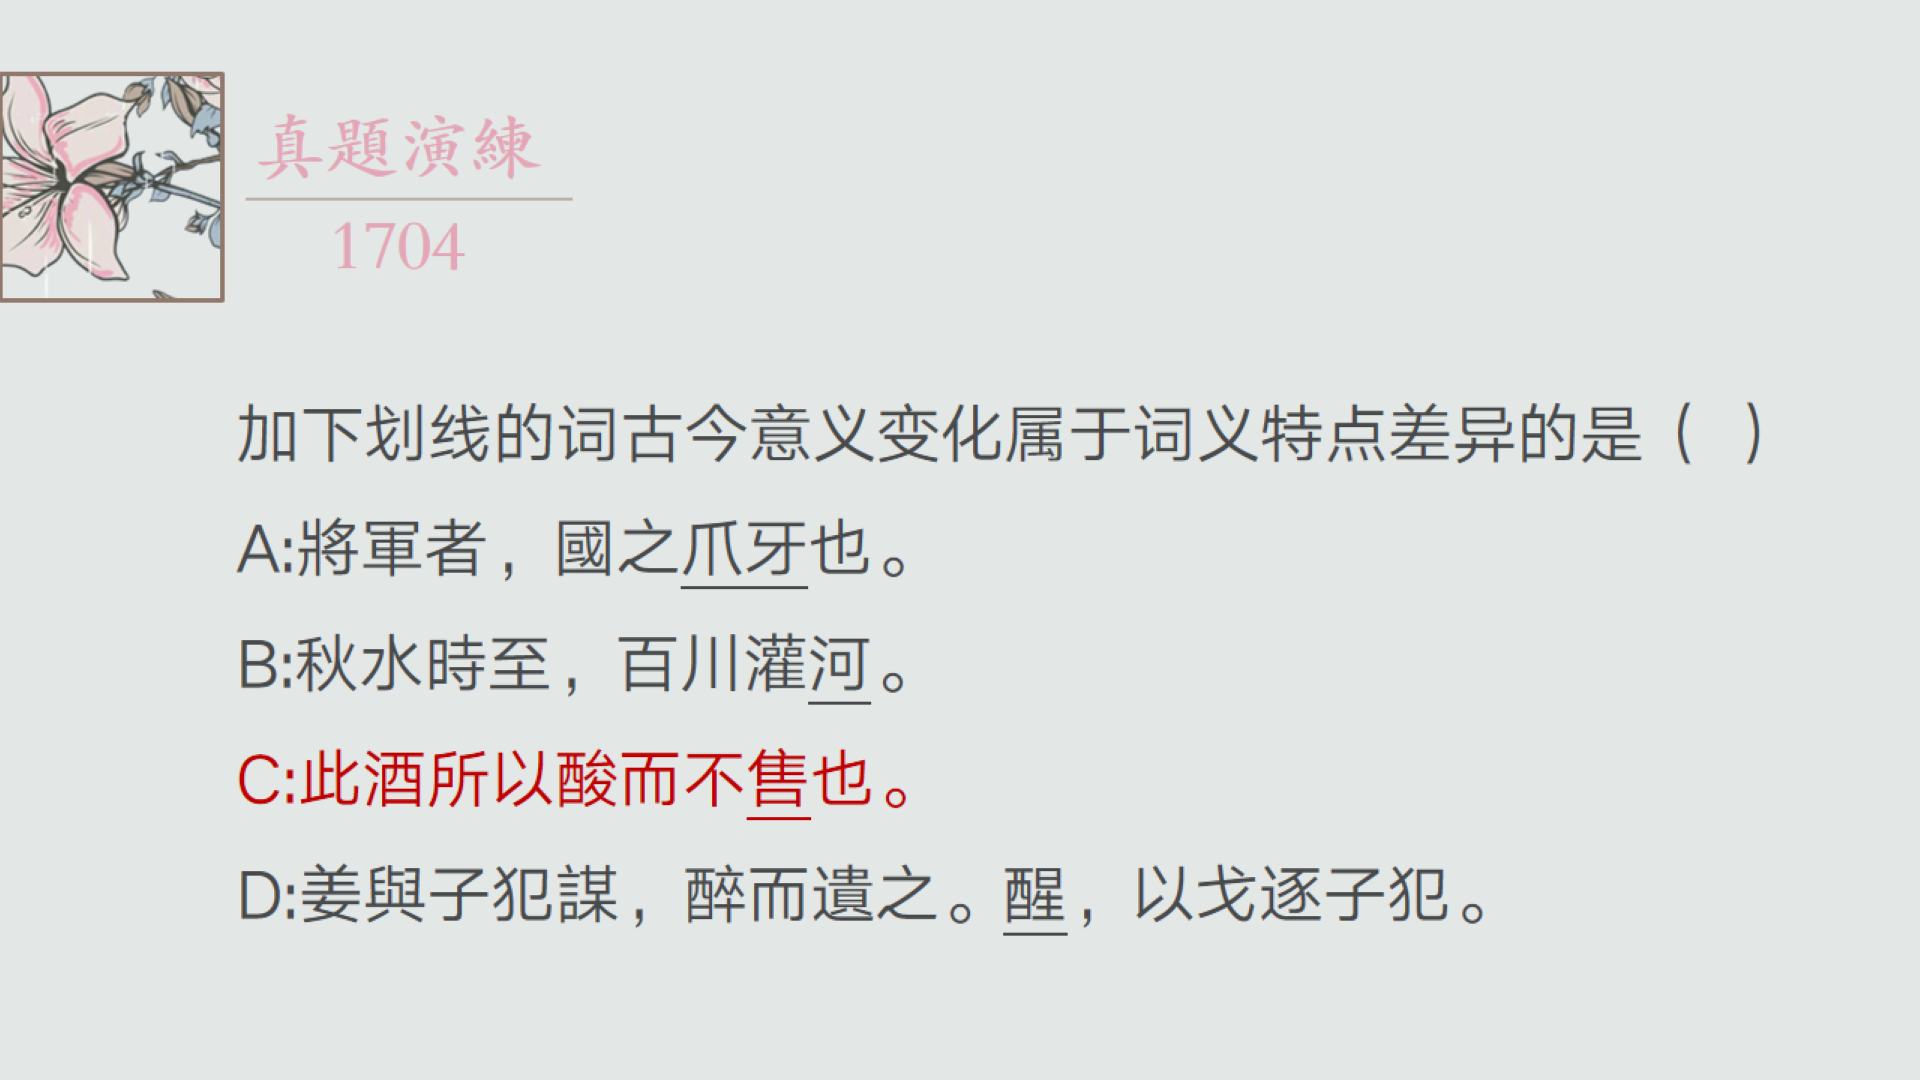 真題演練
1704
加下划线的词古今意义变化属于词义特点差异的是（ ）
A:將軍者，國之爪牙也。
B:秋水時至，百川灌河。
C:此酒所以酸而不售也。
D:姜與子犯謀，醉而遺之。醒，以戈逐子犯。